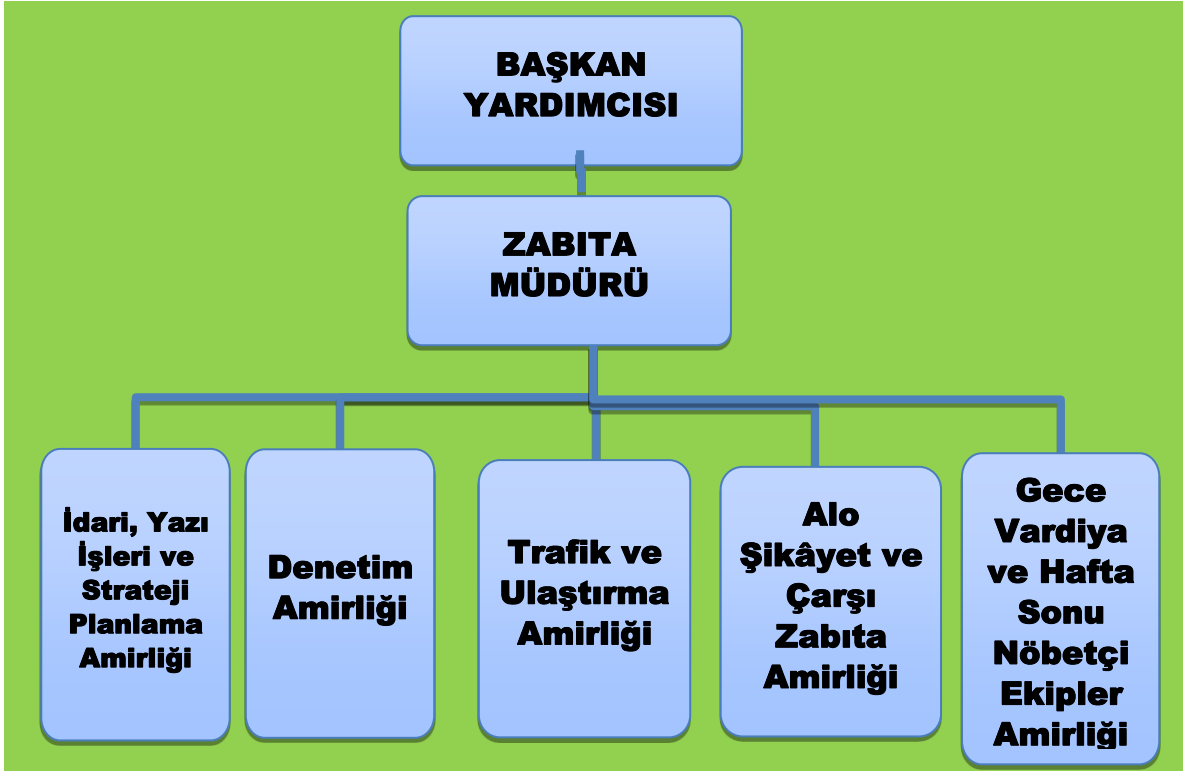 BAŞKAN
YARDIMCISI
ZABITA
MÜDÜRÜ
İdari, Yazı
İşleri ve
Strateji
Planlama
Amirliği
Denetim
Amirliği
Trafik ve
Ulaştırma
Amirliği
Alo
Şikâyet ve
Çarşı
Zabıta
Amirliği
Gece
Vardiya
ve Hafta
Sonu
Nöbetçi
Ekipler
Amirliği